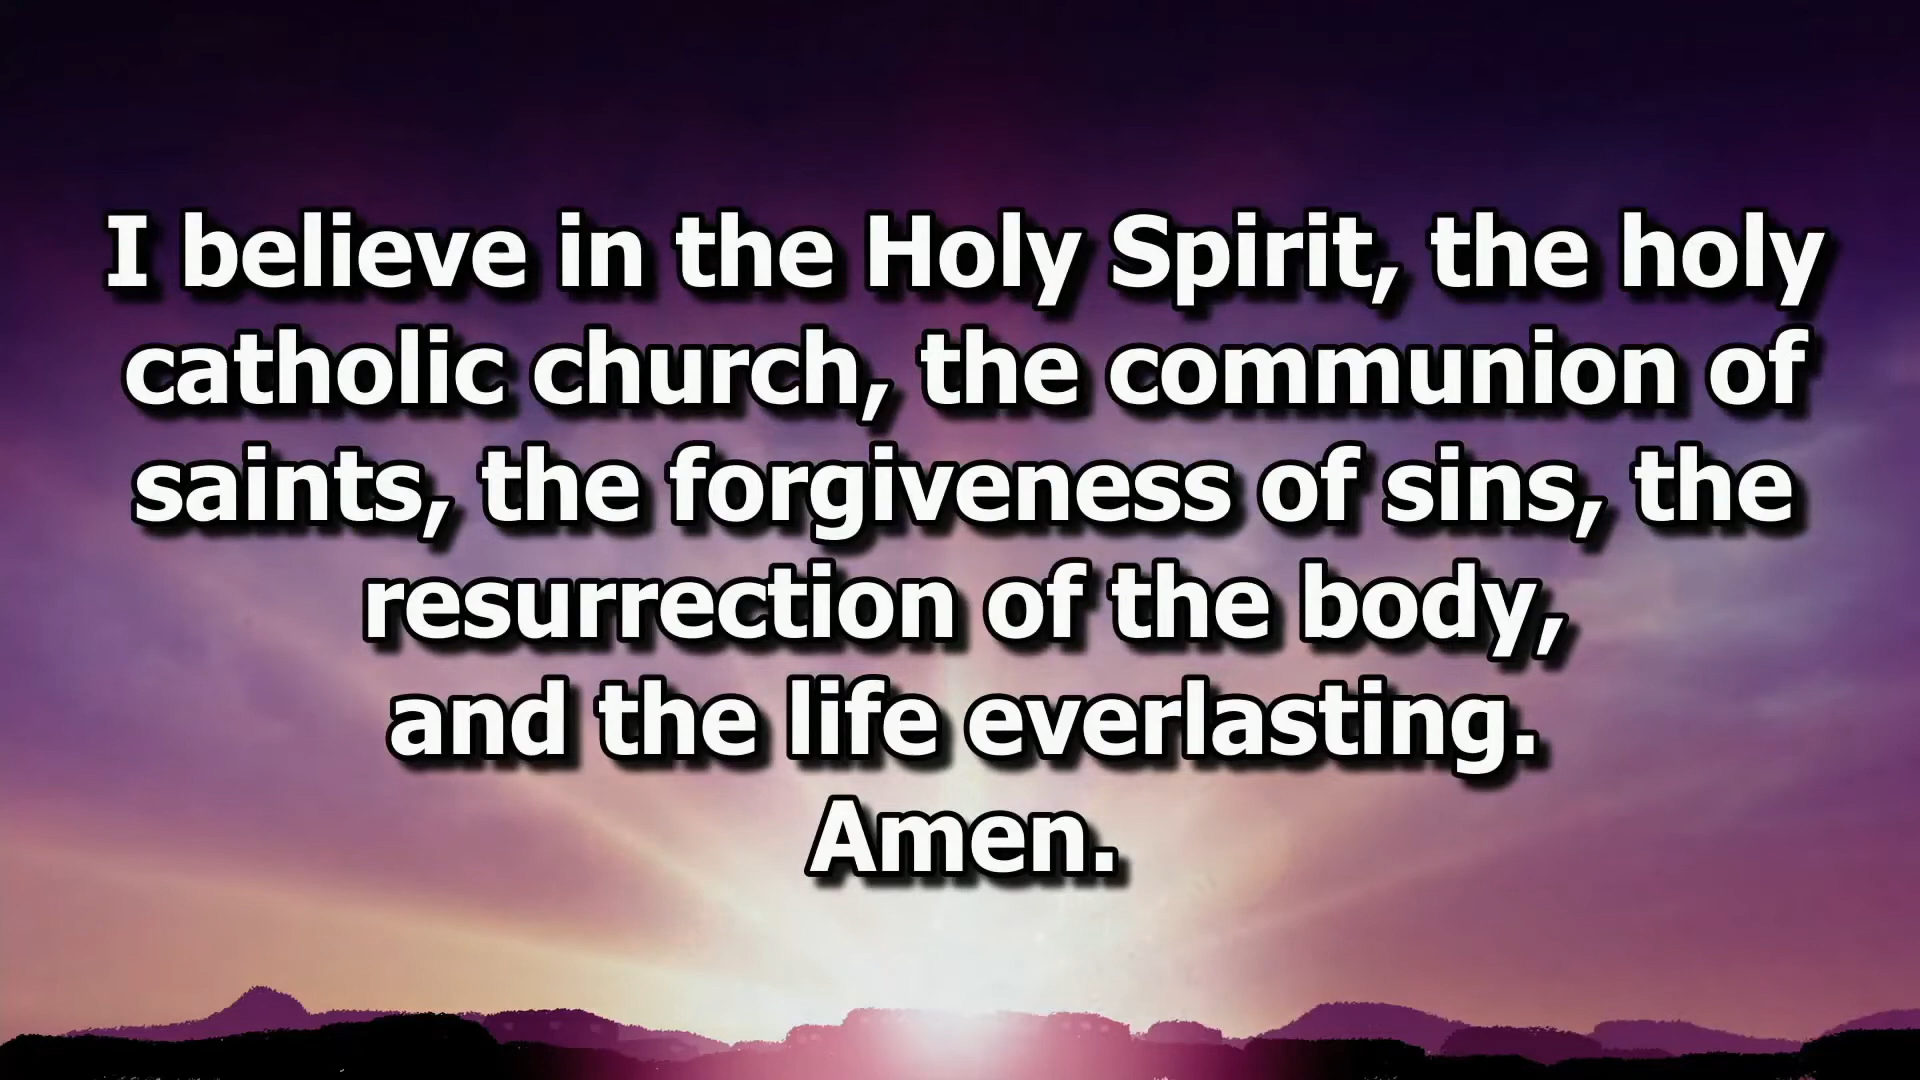 I believe in the Holy Spirit, the holy
catholic church, the communion of
saints, the forgiveness of sins, the
resurrection of the body,
and the life everlasting.
Amen.